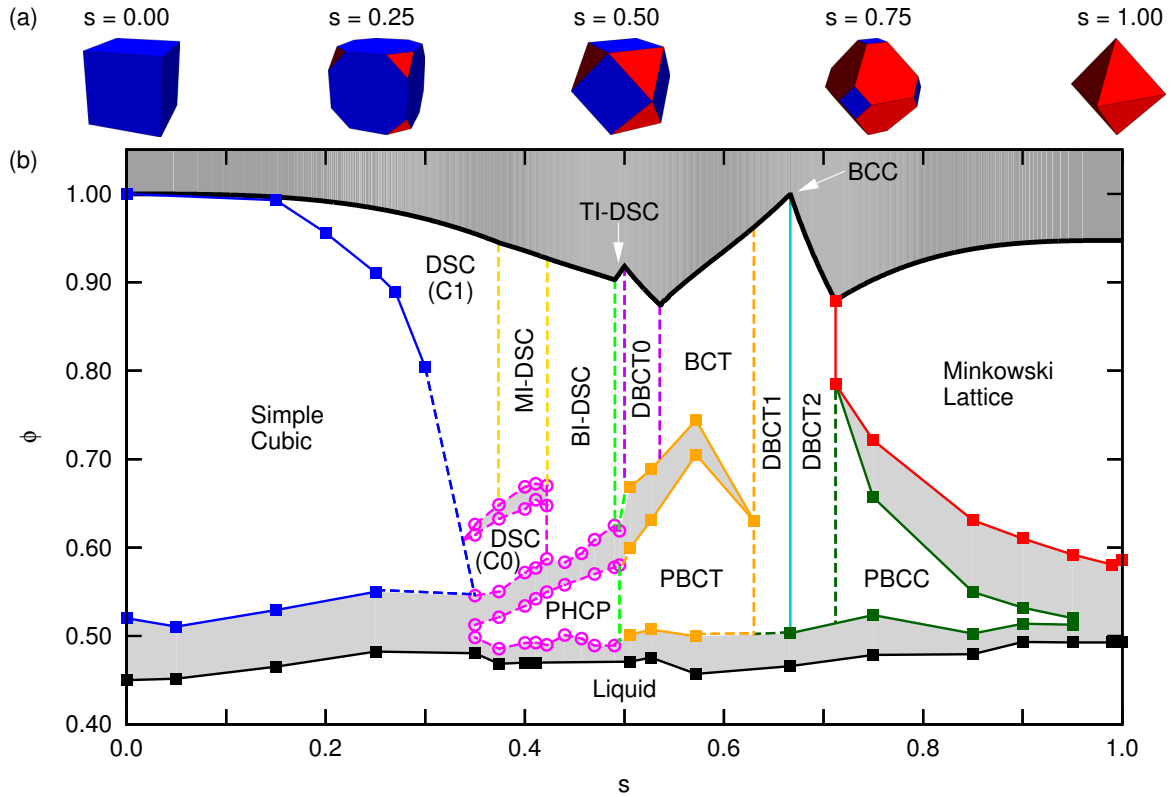 (a)
s = 0.00
s = 0.25
s = 0.50
s = 0.75
s = 1.00
(b)
BCC
TI-DSC
DSC
(C1)
MI-DSC
BI-DSC
DBCT0
BCT
DBCT1
DBCT2
Minkowski
Lattice
Simple
Cubic
DSC
(C0)
PHCP
PBCT
PBCC
Liquid
ϕ
1.00
0.90
0.80
0.70
0.60
0.50
0.40
0.0
0.2
0.4
0.6
0.8
1.0
s